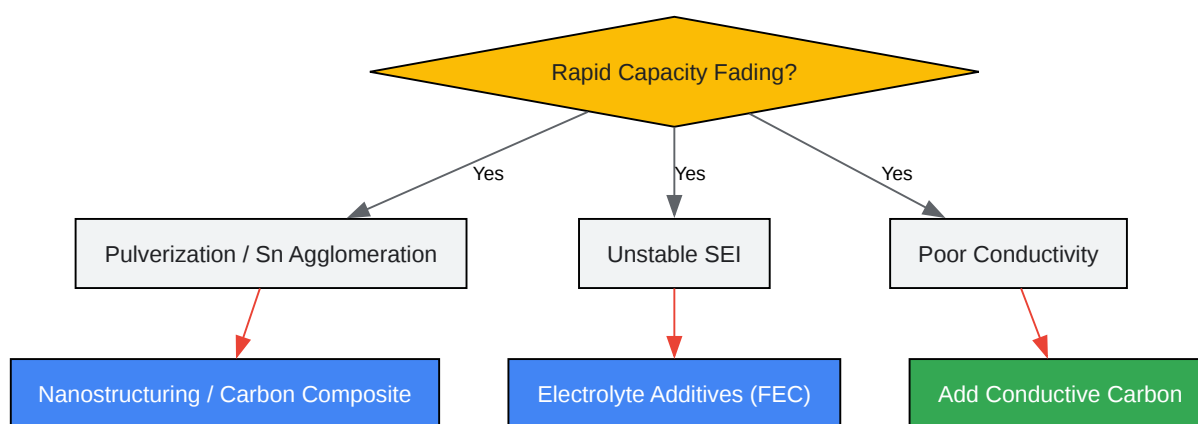 Rapid Capacity Fading?
Yes
Yes
Yes
Pulverization / Sn Agglomeration
Unstable SEI
Poor Conductivity
Nanostructuring / Carbon Composite
Electrolyte Additives (FEC)
Add Conductive Carbon